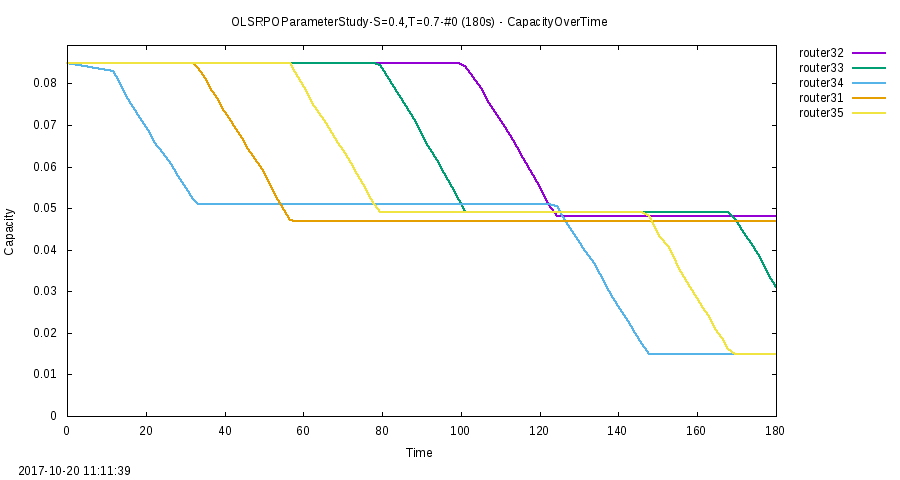 OLSRPOParameterStudy-S=0.4,T=0.7-#0 (180s) - CapacityOverTime
router32
router33
router34
router31
router35
0.08
0.07
0.06
0.05
0.04
0.03
0.02
0.01
0
Capacity
0 20 40 60 80 100 120 140 160 180
Time
2017-10-20 11:11:39